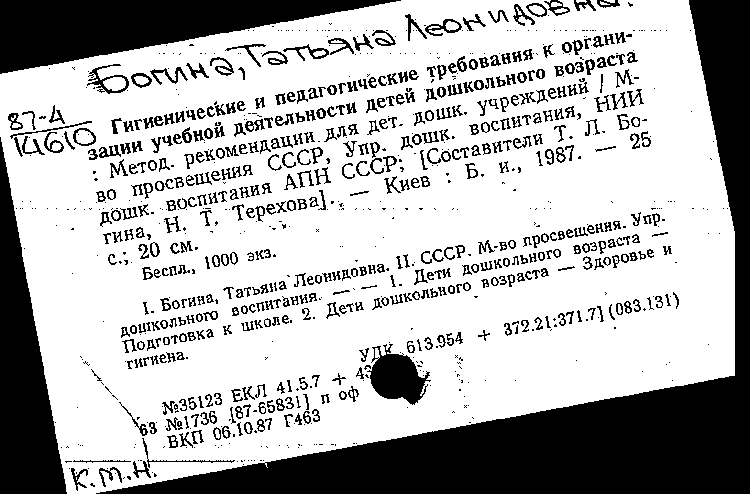 Богина, Татьяна Леонидовна.
87-4
14610
Гигиенические и педагогические требования к органи-
зации учебной деятельности детей дошкольного возраста
: Метод. рекомендации для дет. дошк. учреждений / М-
во просвещения СССР, Упр. дошк. воспитания, НИИ
дошк. воспитания АПН СССР; [Составители Т. Л. Бо-
гина, Н. Т. Терехова]. — Киев : Б. и., 1987. — 25
с.; 20 см.
Беспл., 1000 экз.
I. Богина, Татьяна Леонидовна. II. СССР. М-во просвещения. Упр.
дошкольного воспитания. — — 1. Дети дошкольного возраста —
Подготовка к школе. 2. Дети дошкольного возраста — Здоровье и
гигиена.
УДК 613.954 + 372.21:371.7] (083.131)
№35123 ЕКЛ 41.5.7 +
63 №1736 [87-65831] п оф
ВКП 06.10.87 Г463
К.т.н.